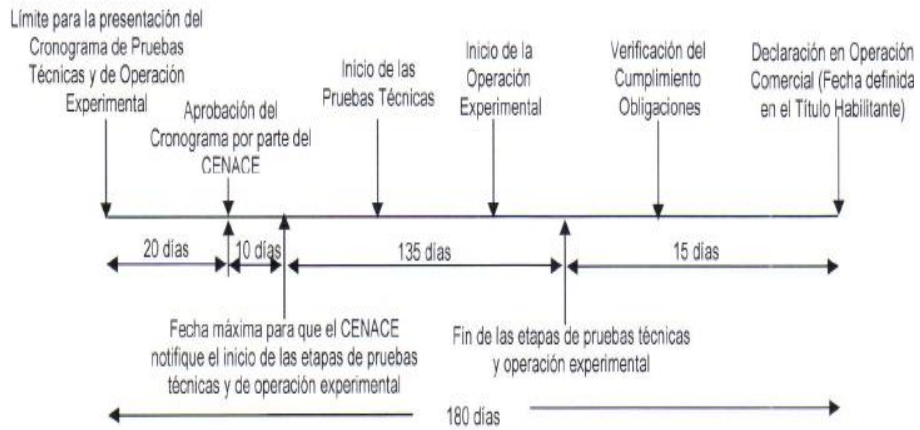 Límite para la presentación del
Cronograma de Pruebas
Técnicas y de Operación
Experimental
Aprobación del
Cronograma por parte del
CENACE
Inicio de las
Pruebas Técnicas
Inicio de la
Operación
Experimental
Verificación del
Cumplimiento
Obligaciones
Declaración en Operación
Comercial (Fecha definida
en el Título Habilitante)
20 días
10 días
135 días
15 días
Fecha máxima para que el CENACE
notifique el inicio de las etapas de pruebas
técnicas y de operación experimental
Fin de las etapas de pruebas técnicas
y operación experimental
180 días